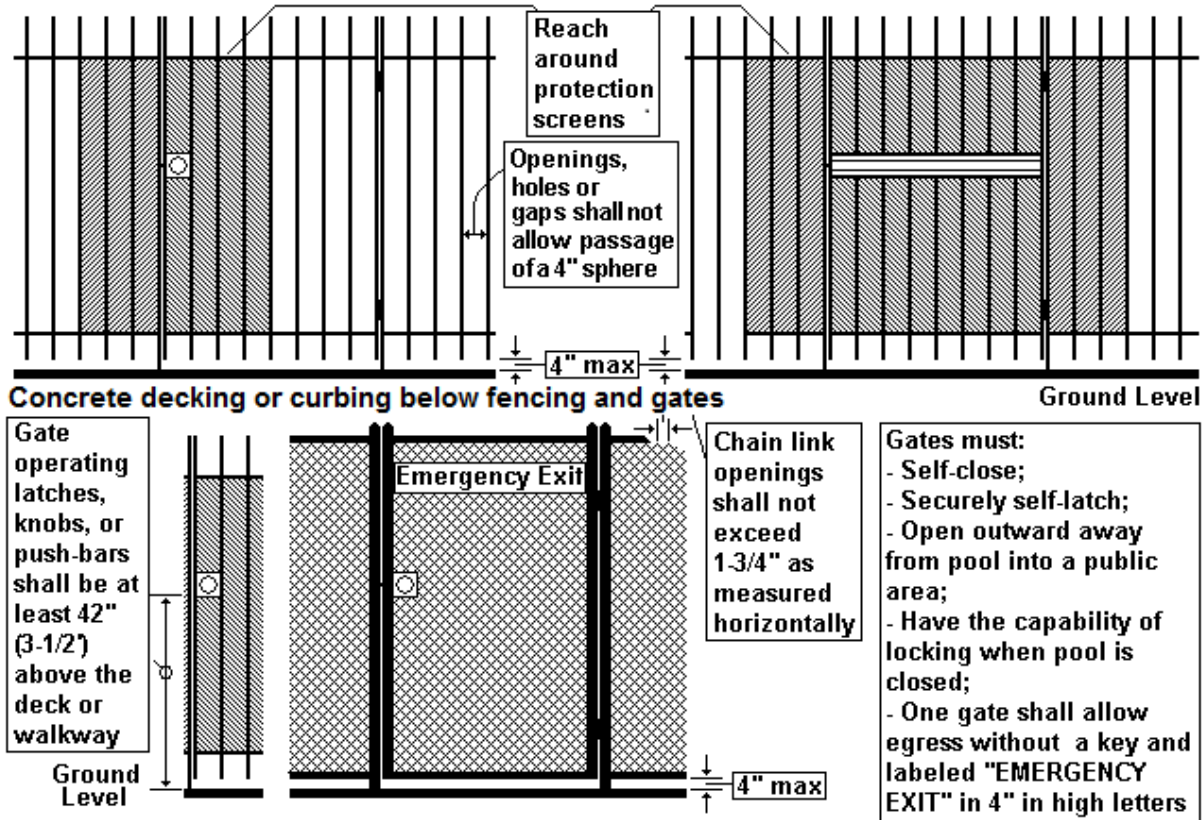 Reach
around
protection
screens
Openings,
holes or
gaps shall not
allow passage
of a 4" sphere
4" max
Concrete decking or curbing below fencing and gates
Ground Level
Gate
operating
latches,
knobs, or
push-bars
shall be at
least 42"
(3-1/2')
above the
deck or
walkway
Ground
Level
Emergency Exit
Chain link
openings
shall not
exceed
1-3/4" as
measured
horizontally
4" max
Gates must:
- Self-close;
- Securely self-latch;
- Open outward away
from pool into a public
area;
- Have the capability of
locking when pool is
closed;
- One gate shall allow
egress without a key and
labeled "EMERGENCY
EXIT" in 4" in high letters